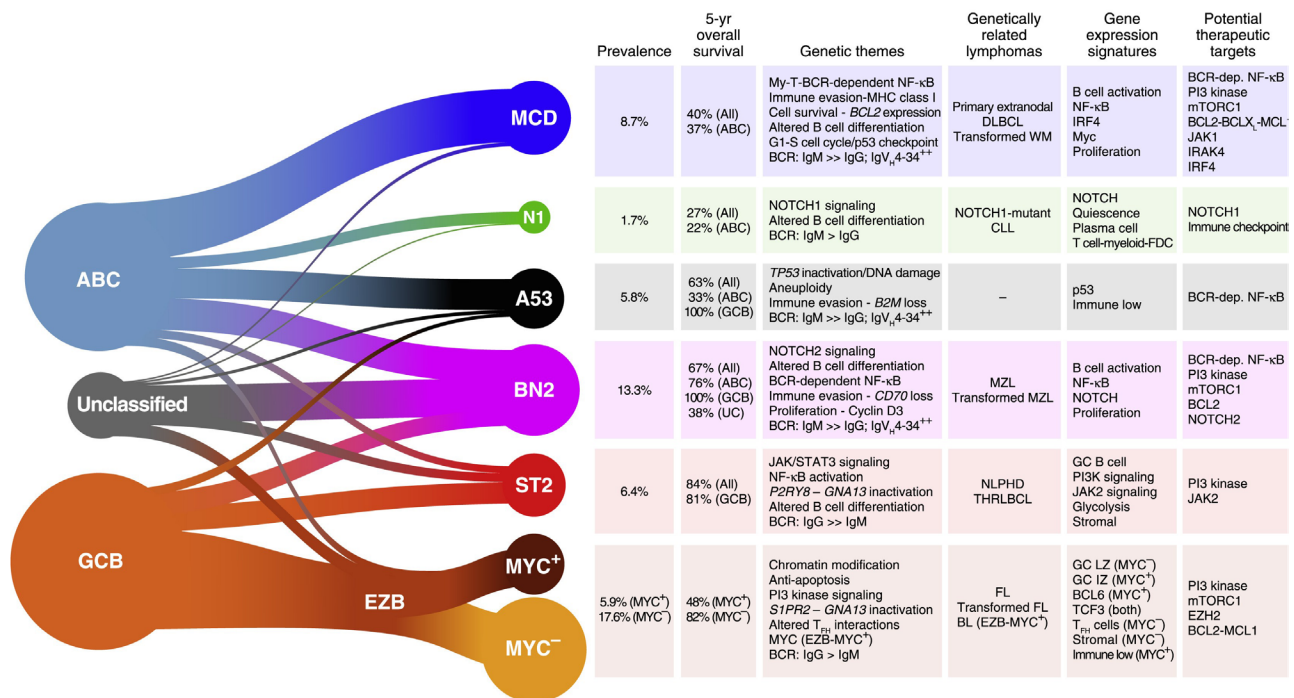 Prevalence
5-yr
overall
survival
Genetic themes
Genetically
related
lymphomas
Gene
expression
signatures
Potential
therapeutic
targets
MCD
8.7%
40% (All)
37% (ABC)
My-T-BCR-dependent NF-κB
Immune evasion-MHC class I
Cell survival - BCL2 expression
Altered B cell differentiation
G1-S cell cycle/p53 checkpoint
BCR: IgM >> IgG; IgVH4-34++
Primary extranodal
DLBCL
Transformed WM
B cell activation
NF-κB
IRF4
Myc
Proliferation
BCR-dep. NF-κB
PI3 kinase
mTORC1
BCL2-BCLXL-MCL1
JAK1
IRAK4
IRF4
N1
1.7%
27% (All)
22% (ABC)
NOTCH1 signaling
Altered B cell differentiation
BCR: IgM > IgG
NOTCH1-mutant
CLL
NOTCH
Quiescence
Plasma cell
T cell-myeloid-FDC
NOTCH1
Immune checkpoint
ABC
A53
5.8%
63% (All)
33% (ABC)
100% (GCB)
TP53 inactivation/DNA damage
Aneuploidy
Immune evasion - B2M loss
BCR: IgM >> IgG; IgVH4-34++
–
p53
Immune low
BCR-dep. NF-κB
Unclassified
BN2
13.3%
67% (All)
76% (ABC)
100% (GCB)
38% (UC)
NOTCH2 signaling
Altered B cell differentiation
BCR-dependent NF-κB
Immune evasion - CD70 loss
Proliferation - Cyclin D3
BCR: IgM >> IgG; IgVH4-34++
MZL
Transformed MZL
B cell activation
NF-κB
NOTCH
Proliferation
BCR-dep. NF-κB
PI3 kinase
mTORC1
BCL2
NOTCH2
ST2
6.4%
84% (All)
81% (GCB)
JAK/STAT3 signaling
NF-κB activation
P2RY8 – GNA13 inactivation
Altered B cell differentiation
BCR: IgG >> IgM
NLPHD
THRLBCL
GC B cell
PI3K signaling
JAK2 signaling
Glycolysis
Stromal
PI3 kinase
JAK2
GCB
EZB
MYC+
MYC–
5.9% (MYC+)
17.6% (MYC–)
48% (MYC+)
82% (MYC–)
Chromatin modification
Anti-apoptosis
PI3 kinase signaling
S1PR2 – GNA13 inactivation
Altered TFH interactions
MYC (EZB-MYC+)
BCR: IgG > IgM
FL
Transformed FL
BL (EZB-MYC+)
GC LZ (MYC–)
GC IZ (MYC+)
BCL6 (MYC+)
TCF3 (both)
TFH cells (MYC–)
Stromal (MYC–)
Immune low (MYC+)
PI3 kinase
mTORC1
EZH2
BCL2-MCL1